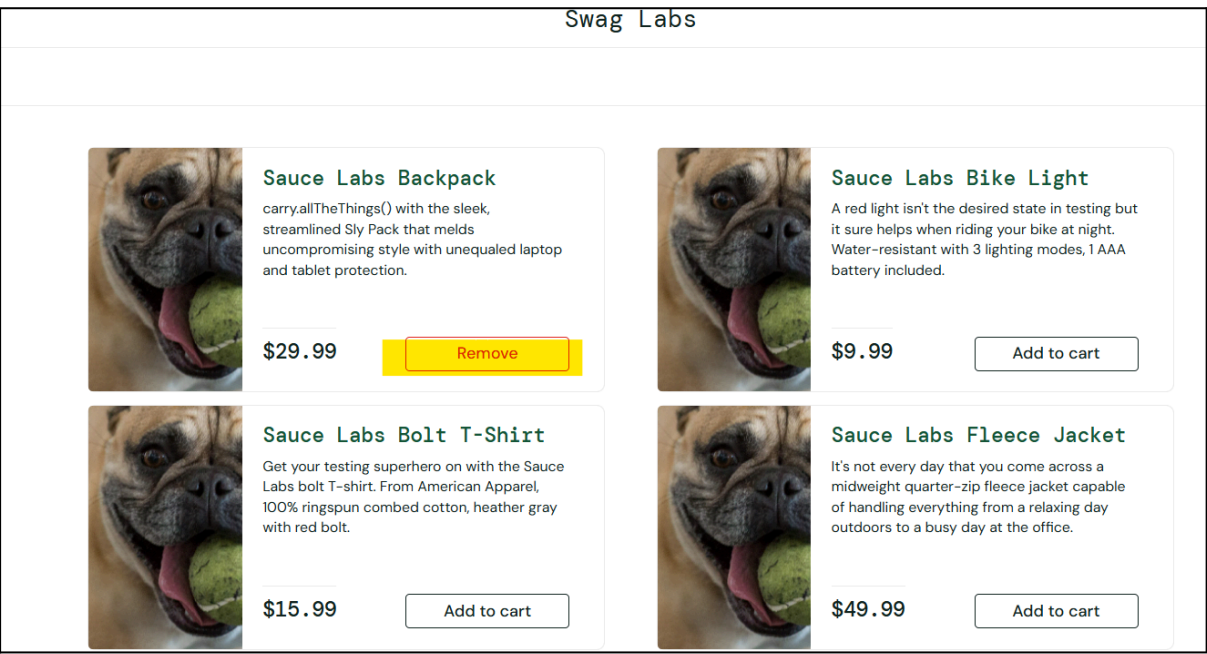 Swag Labs
Sauce Labs Backpack
carry.allTheThings() with the sleek,
streamlined Sly Pack that melds
uncompromising style with unequaled laptop
and tablet protection.
$29.99
Remove
Sauce Labs Bike Light
A red light isn't the desired state in testing but
it sure helps when riding your bike at night.
Water-resistant with 3 lighting modes, 1 AAA
battery included.
$9.99
Add to cart
Sauce Labs Bolt T-Shirt
Get your testing superhero on with the Sauce
Labs bolt T-shirt. From American Apparel,
100% ringspun combed cotton, heather gray
with red bolt.
$15.99
Add to cart
Sauce Labs Fleece Jacket
It's not every day that you come across a
midweight quarter-zip fleece jacket capable
of handling everything from a relaxing day
outdoors to a busy day at the office.
$49.99
Add to cart